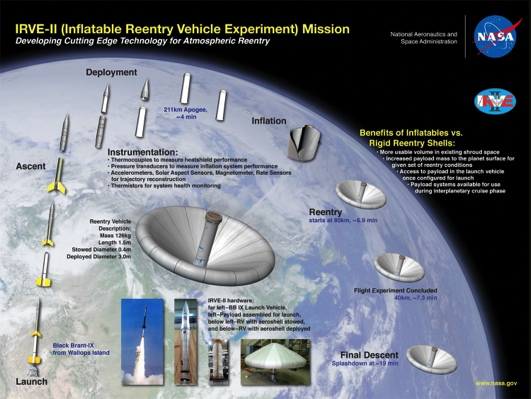 IRVE-II (Inflatable Reentry Vehicle Experiment) Mission
Developing Cutting Edge Technology for Atmospheric Reentry
National Aeronautics and
Space Administration
NASA
IRVE
II
Deployment
211km Apogee,
~4 min
Inflation
Benefits of Inflatables vs.
Rigid Reentry Shells:
• More usable volume in existing shroud space
• Increased payload mass to the planet surface for
given set of reentry conditions
• Access to payload in the launch vehicle
once configured for launch
• Payload systems available for use
during interplanetary cruise phase
Instrumentation:
• Thermocouples to measure heatshield performance
• Pressure transducers to measure inflation system performance
• Accelerometers, Solar Aspect Sensors, Magnetometer, Rate Sensors
for trajectory reconstruction
• Thermistors for system health monitoring
Ascent
Reentry
starts at 80km, ~6.9 min
Reentry Vehicle
Description:
Mass 126kg
Length 1.5m
Stowed Diameter 0.4m
Deployed Diameter 3.0m
Flight Experiment Concluded
40km, ~7.3 min
IRVE-II hardware,
far left–BB IX Launch Vehicle,
left–Payload assembled for launch,
below left–RV with aeroshell stowed,
and below–RV with aeroshell deployed
Black Brant-IX
from Wallops Island
Final Descent
Splashdown at ~19 min
Launch
www.nasa.gov